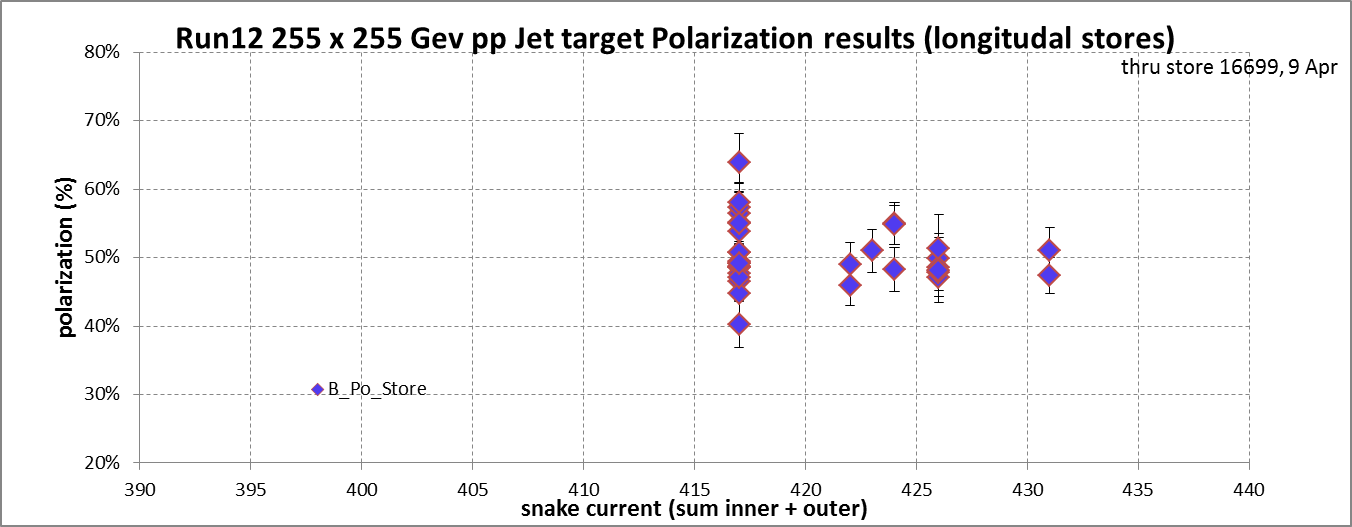 Run12 255 x 255 Gev pp Jet target Polarization results (longitudal stores)
thru store 16699, 9 Apr
80%
70%
60%
50%
40%
30%
20%
polarization (%)
B_Po_Store
390 395 400 405 410 415 420 425 430 435 440
snake current (sum inner + outer)